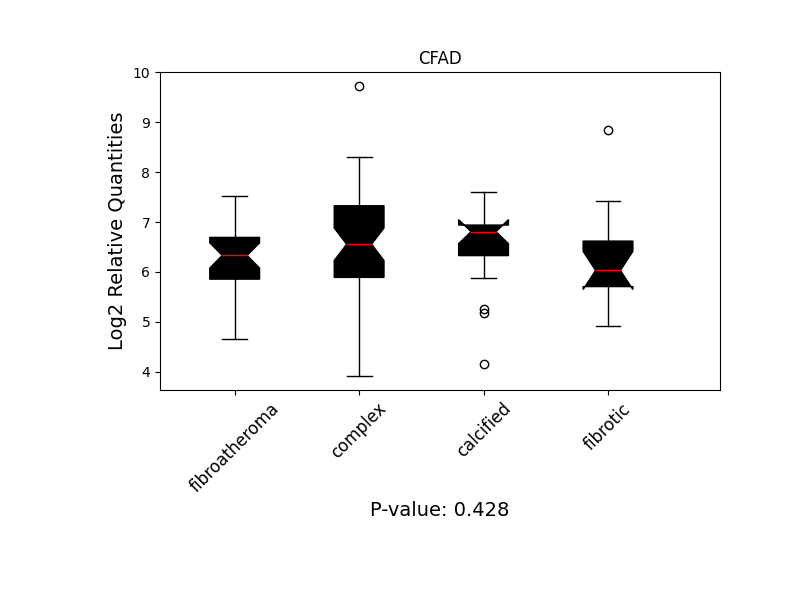 CFAD
Log2 Relative Quantities
10
9
8
7
6
5
4
fibroatheroma
complex
calcified
fibrotic
P-value: 0.428